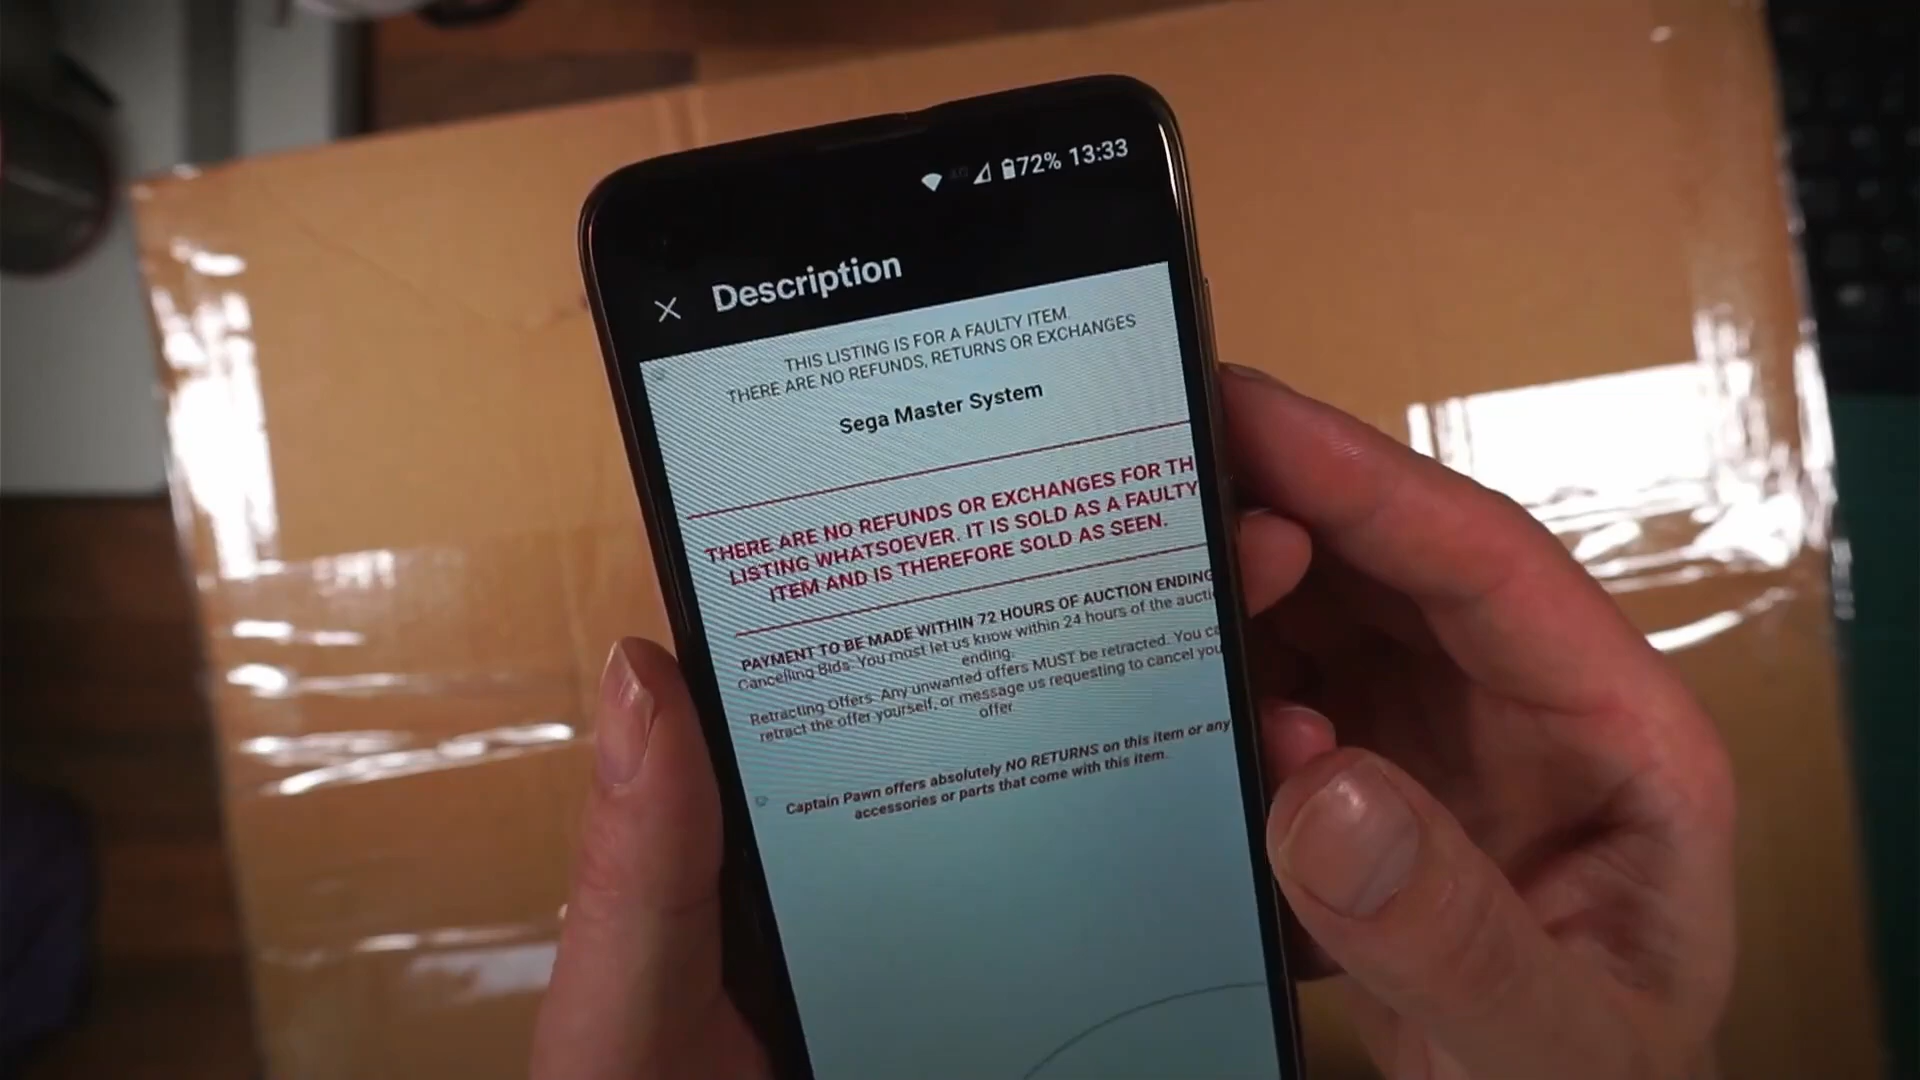 72% 13:33
Description
THIS LISTING IS FOR A FAULTY ITEM.
THERE ARE NO REFUNDS, RETURNS OR EXCHANGES
Sega Master System
THERE ARE NO REFUNDS OR EXCHANGES FOR TH
LISTING WHATSOEVER. IT IS SOLD AS A FAULTY
ITEM AND IS THEREFORE SOLD AS SEEN.
PAYMENT TO BE MADE WITHIN 72 HOURS OF AUCTION ENDING
Cancelling Bids. You must let us know within 24 hours of the aucti
ending.
Retracting Offers. Any unwanted offers MUST be retracted. You ca
retract the offer yourself, or message us requesting to cancel you
offer.
Captain Pawn offers absolutely NO RETURNS on this item or any
accessories or parts that come with this item.